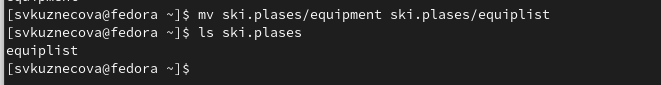 [svkuznecova@fedora ~]$ mv ski.plases/equipment ski.plases/equiplist
[svkuznecova@fedora ~]$ ls ski.plases
equiplist
[svkuznecova@fedora ~]$